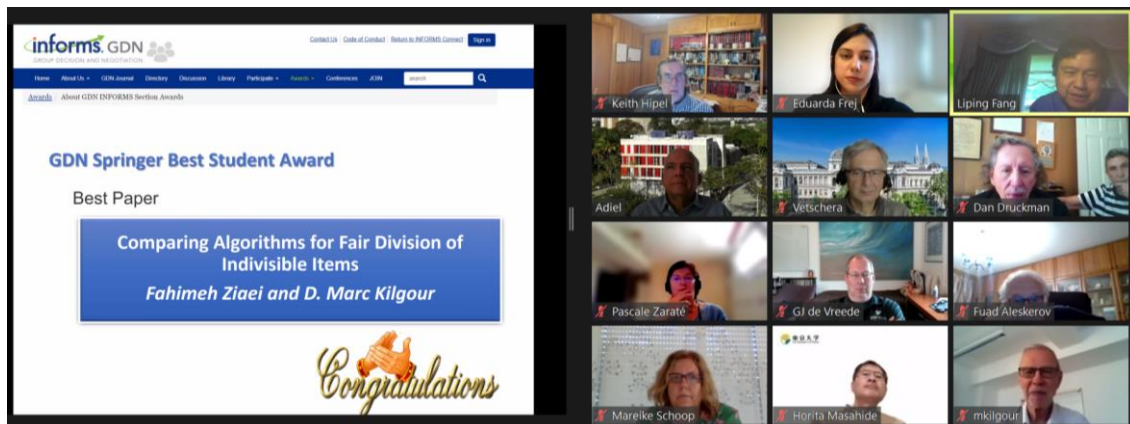 informs. GDN
GROUP DECISION AND NEGOTIATION
Contact Us Code of Conduct Return to INFORMS Connect Sign in
Home About Us GDN Journal Directory Discussion Library Participate Awards Conferences JOIN search
Awards / About GDN INFORMS Section Awards
GDN Springer Best Student Award
Best Paper
Comparing Algorithms for Fair Division of
Indivisible Items
Fahimeh Ziaei and D. Marc Kilgour
Congratulations
Keith Hipel
Eduarda Frej
Liping Fang
Adiel
Vetschera
Dan Druckman
Pascale Zaraté
GJ de Vreede
Fuad Aleskerov
Mareike Schoop
Horita Masahide
mkilgour